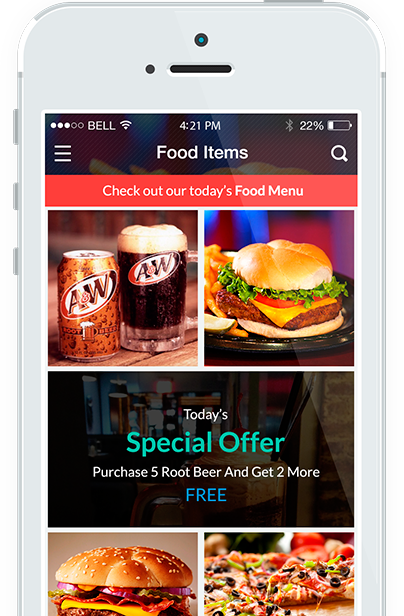 BELL 4:21 PM 22%
Food Items
Check out our today's Food Menu
A&W A&W
Today's
Special Offer
Purchase 5 Root Beer And Get 2 More
FREE